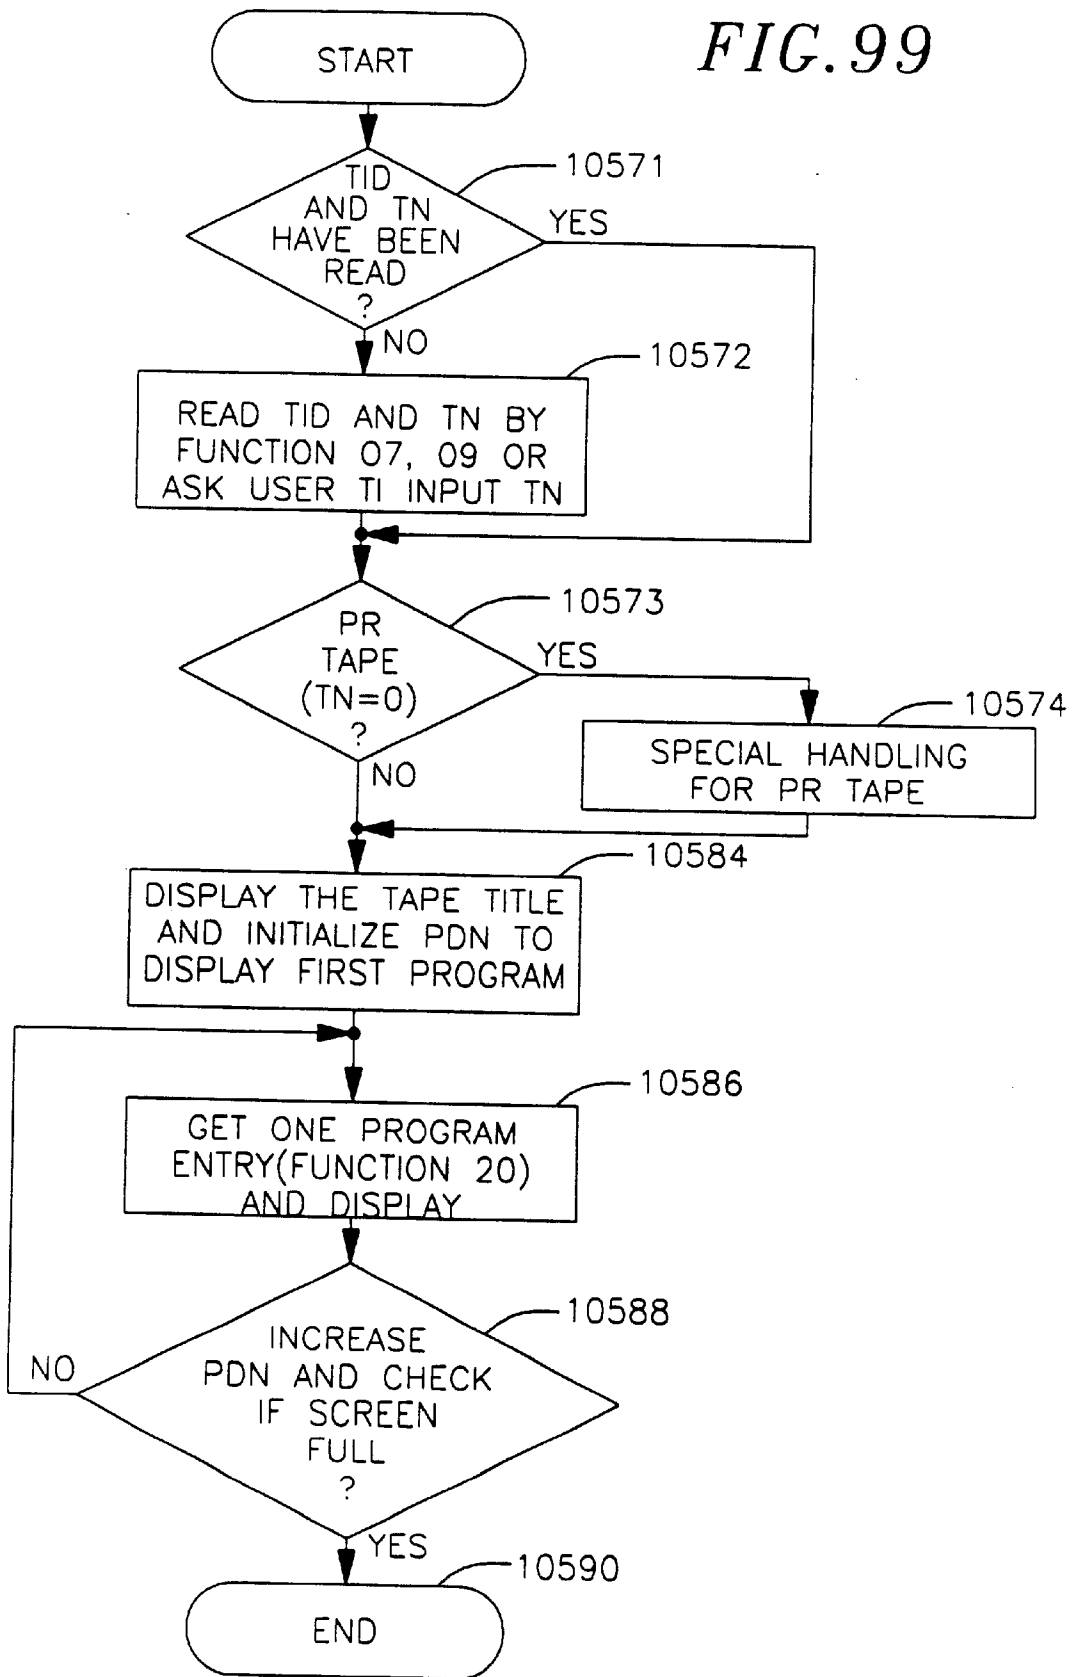 FIG.99
START
10571
TID
AND TN
HAVE BEEN
READ
?
YES
NO
10572
READ TID AND TN BY
FUNCTION 07, 09 OR
ASK USER TI INPUT TN
10573
PR
TAPE
(TN=0)
?
YES
NO
10574
SPECIAL HANDLING
FOR PR TAPE
10584
DISPLAY THE TAPE TITLE
AND INITIALIZE PDN TO
DISPLAY FIRST PROGRAM
10586
GET ONE PROGRAM
ENTRY(FUNCTION 20)
AND DISPLAY
10588
INCREASE
PDN AND CHECK
IF SCREEN
FULL
?
NO
YES
10590
END